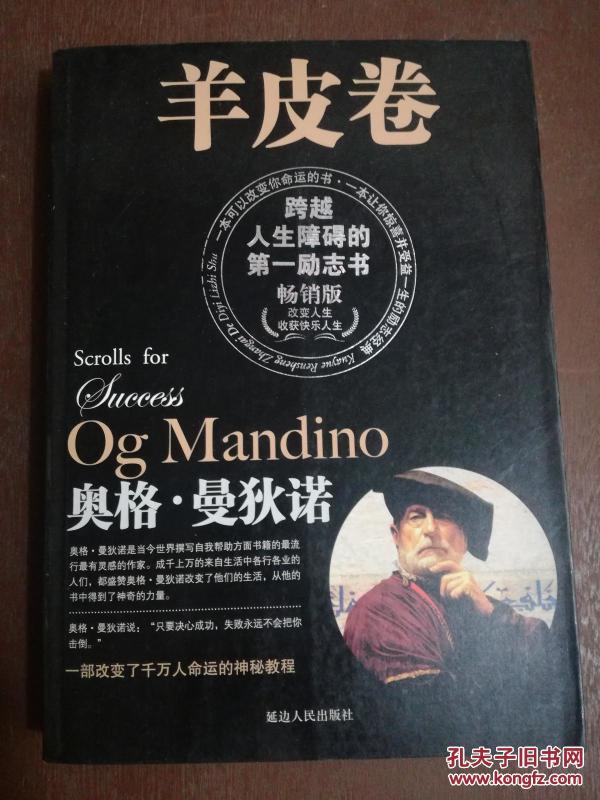 羊皮卷
一本可以改变你命运的书·一本让你惊喜并受益一生的励志经典
Kuayue Rensheng Zhangai De Diyi Lizhi Shu
跨越
人生障碍的
第一励志书
畅销版
改变人生
收获快乐人生
Scrolls for
Success
Og Mandino
奥格·曼狄诺
奥格·曼狄诺是当今世界撰写自我帮助方面书籍的最流
行最有灵感的作家。成千上万的来自生活中各行各业的
人们，都盛赞奥格·曼狄诺改变了他们的生活，从他的
书中得到了神奇的力量。
奥格·曼狄诺说：“只要决心成功，失败永远不会把你
击倒。”
一部改变了千万人命运的神秘教程
延边人民出版社
孔夫子旧书网
www.kongfz.com